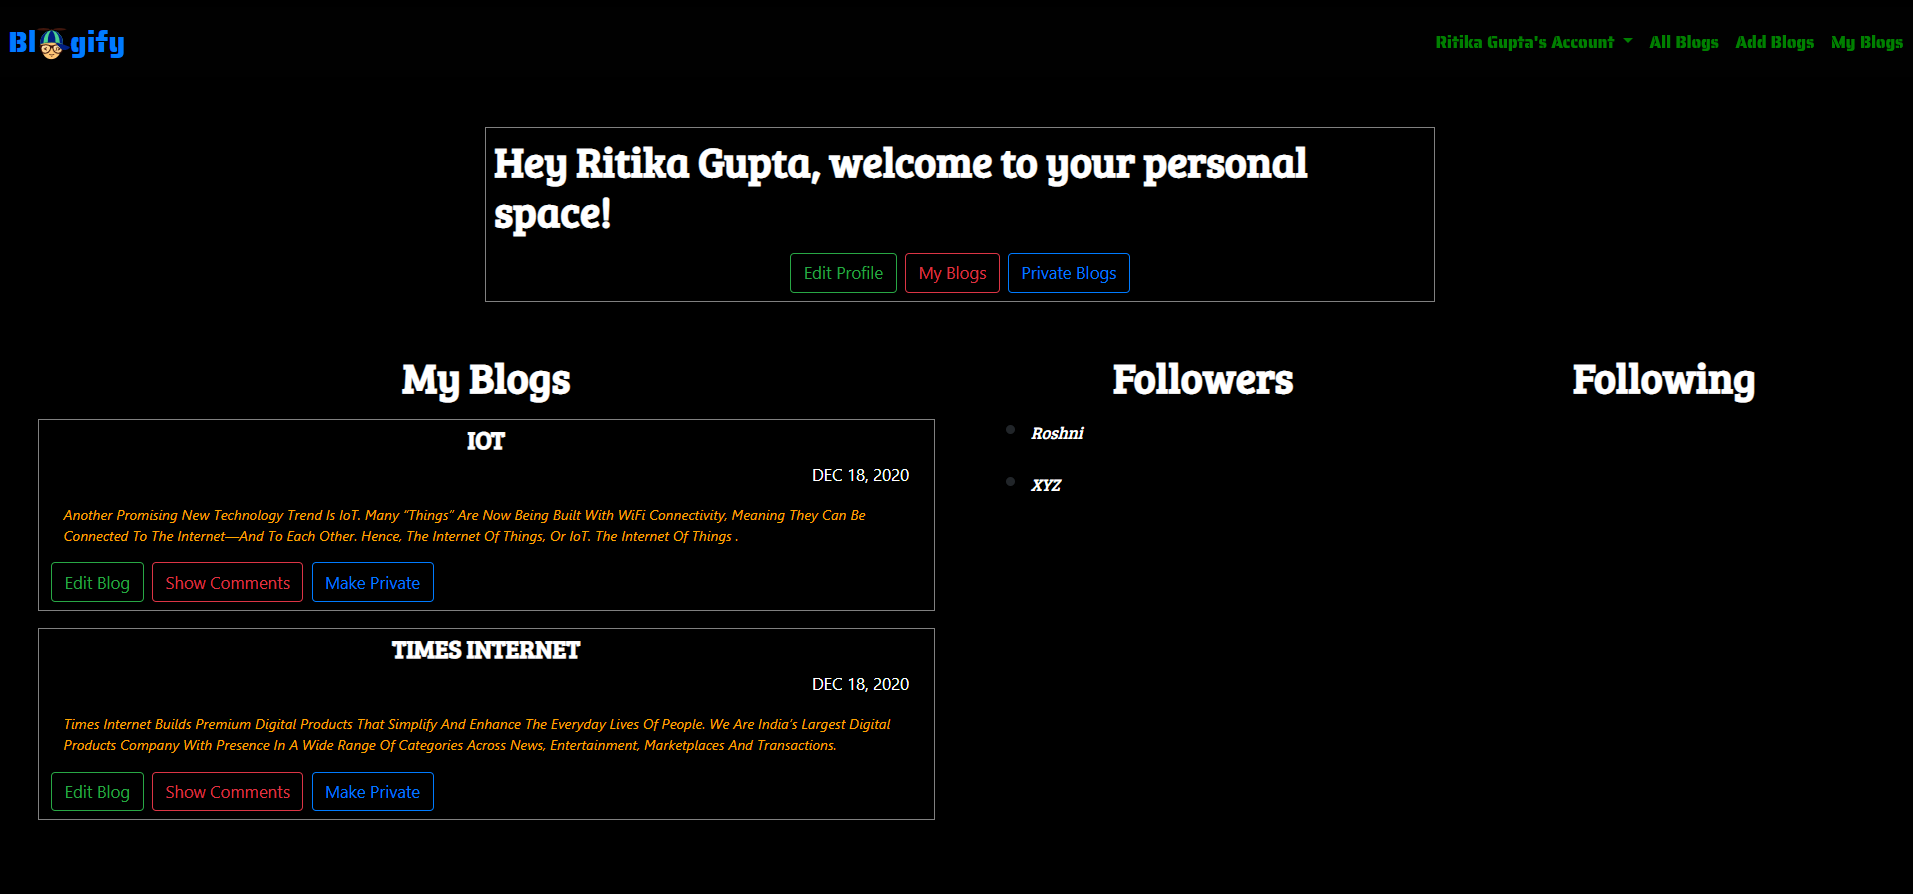 Blogify
Ritika Gupta's Account All Blogs Add Blogs My Blogs
Hey Ritika Gupta, welcome to your personal
space!
Edit Profile My Blogs Private Blogs
My Blogs
IOT
DEC 18, 2020
Another Promising New Technology Trend Is IoT. Many “Things” Are Now Being Built With WiFi Connectivity, Meaning They Can Be
Connected To The Internet—And To Each Other. Hence, The Internet Of Things, Or IoT. The Internet Of Things .
Edit Blog Show Comments Make Private
TIMES INTERNET
DEC 18, 2020
Times Internet Builds Premium Digital Products That Simplify And Enhance The Everyday Lives Of People. We Are India’s Largest Digital
Products Company With Presence In A Wide Range Of Categories Across News, Entertainment, Marketplaces And Transactions.
Edit Blog Show Comments Make Private
Followers
Roshni
XYZ
Following